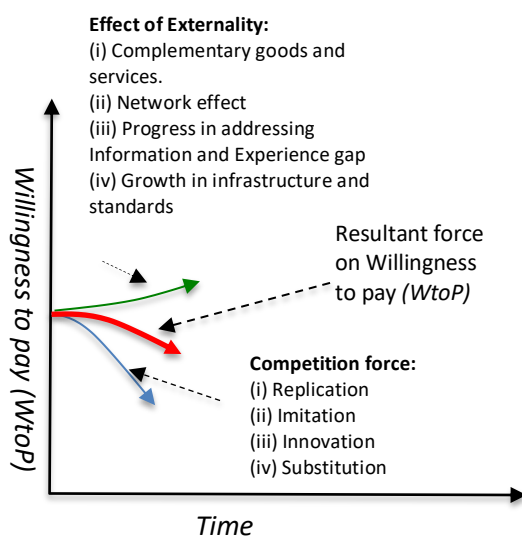 Effect of Externality:
(i) Complementary goods and
services.
(ii) Network effect
(iii) Progress in addressing
Information and Experience gap
(iv) Growth in infrastructure and
standards
Willingness to pay (WtoP)
Resultant force
on Willingness
to pay (WtoP)
Competition force:
(i) Replication
(ii) Imitation
(iii) Innovation
(iv) Substitution
Time